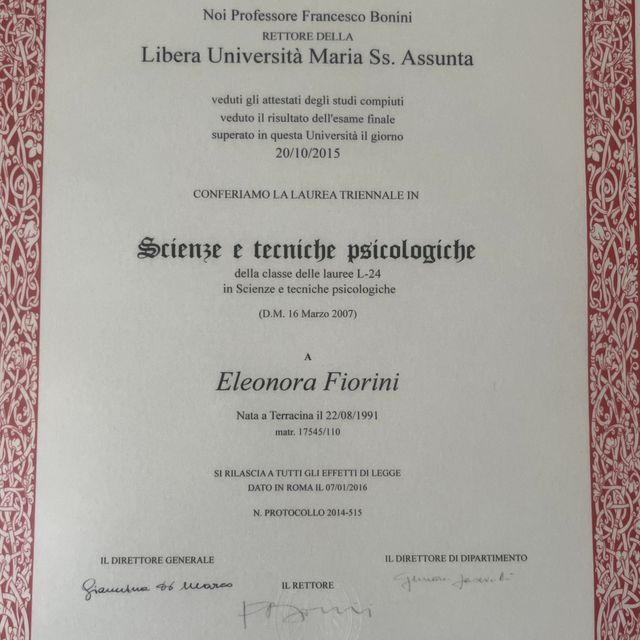 Noi Professore Francesco Bonini
RETTORE DELLA
Libera Università Maria Ss. Assunta
veduti gli attestati degli studi compiuti
veduto il risultato dell'esame finale
superato in questa Università il giorno
20/10/2015
CONFERIAMO LA LAUREA TRIENNALE IN
Scienze e tecniche psicologiche
della classe delle lauree L-24
in Scienze e tecniche psicologiche
(D.M. 16 Marzo 2007)
A
Eleonora Fiorini
Nata a Terracina il 22/08/1991
matr. 17545/110
SI RILASCIA A TUTTI GLI EFFETTI DI LEGGE
DATO IN ROMA IL 07/01/2016
N. PROTOCOLLO 2014-515
IL DIRETTORE GENERALE
IL RETTORE
IL DIRETTORE DI DIPARTIMENTO
Giannina Di Marco